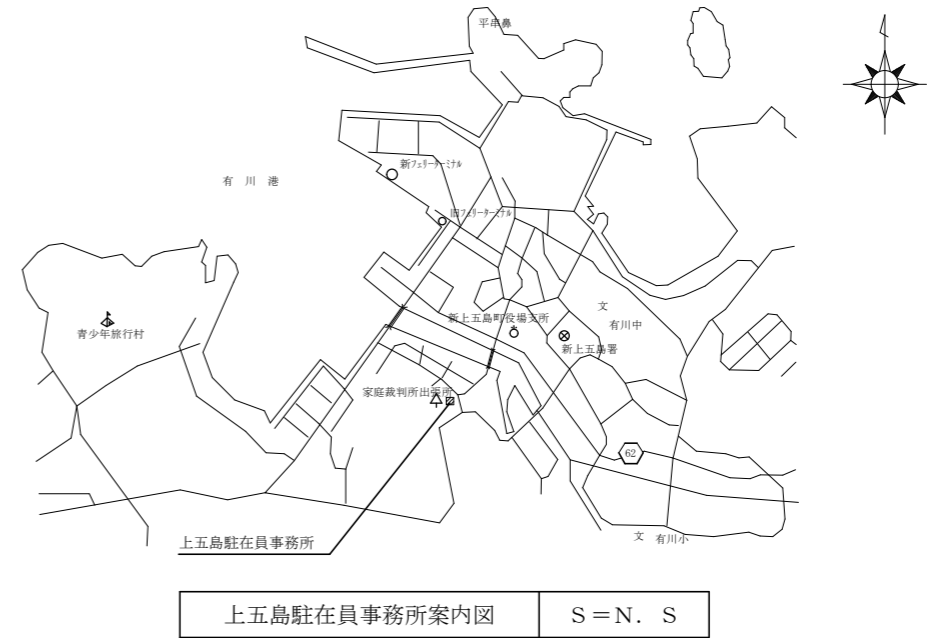 平串鼻
新フェリーターミナル
有 川 港
旧フェリーターミナル
文
有川中
新上五島町役場支所
青少年旅行村
新上五島署
家庭裁判所出張所
62
文 有川小
上五島駐在員事務所
上五島駐在員事務所案内図 S=N. S